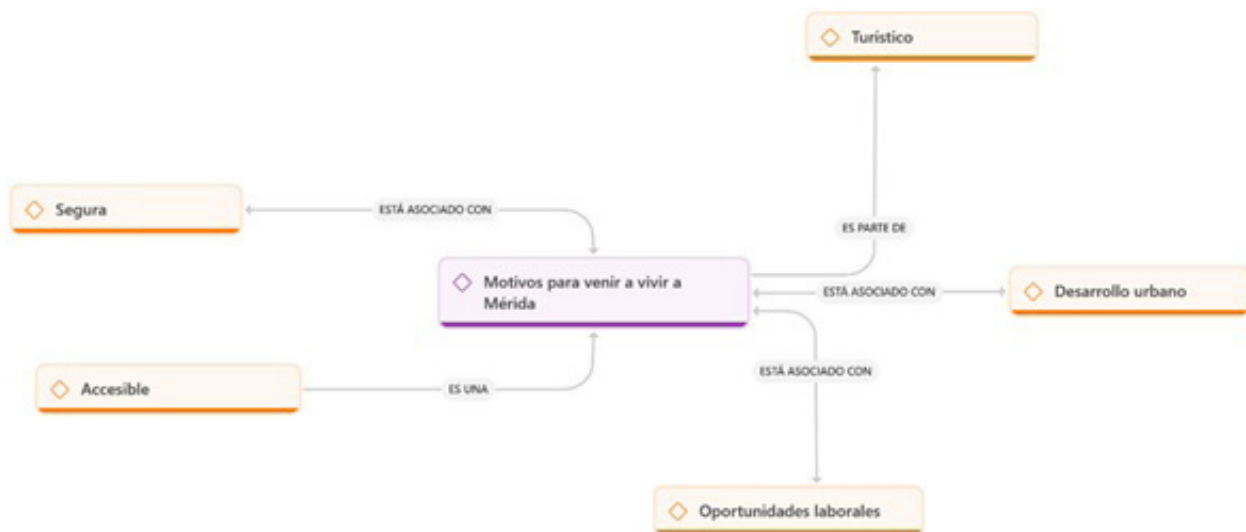 Turístico
Segura
ESTÁ ASOCIADO CON
ES PARTE DE
Motivos para venir a vivir a
Mérida
ESTÁ ASOCIADO CON
Desarrollo urbano
ESTÁ ASOCIADO CON
Accesible
ES UNA
Oportunidades laborales